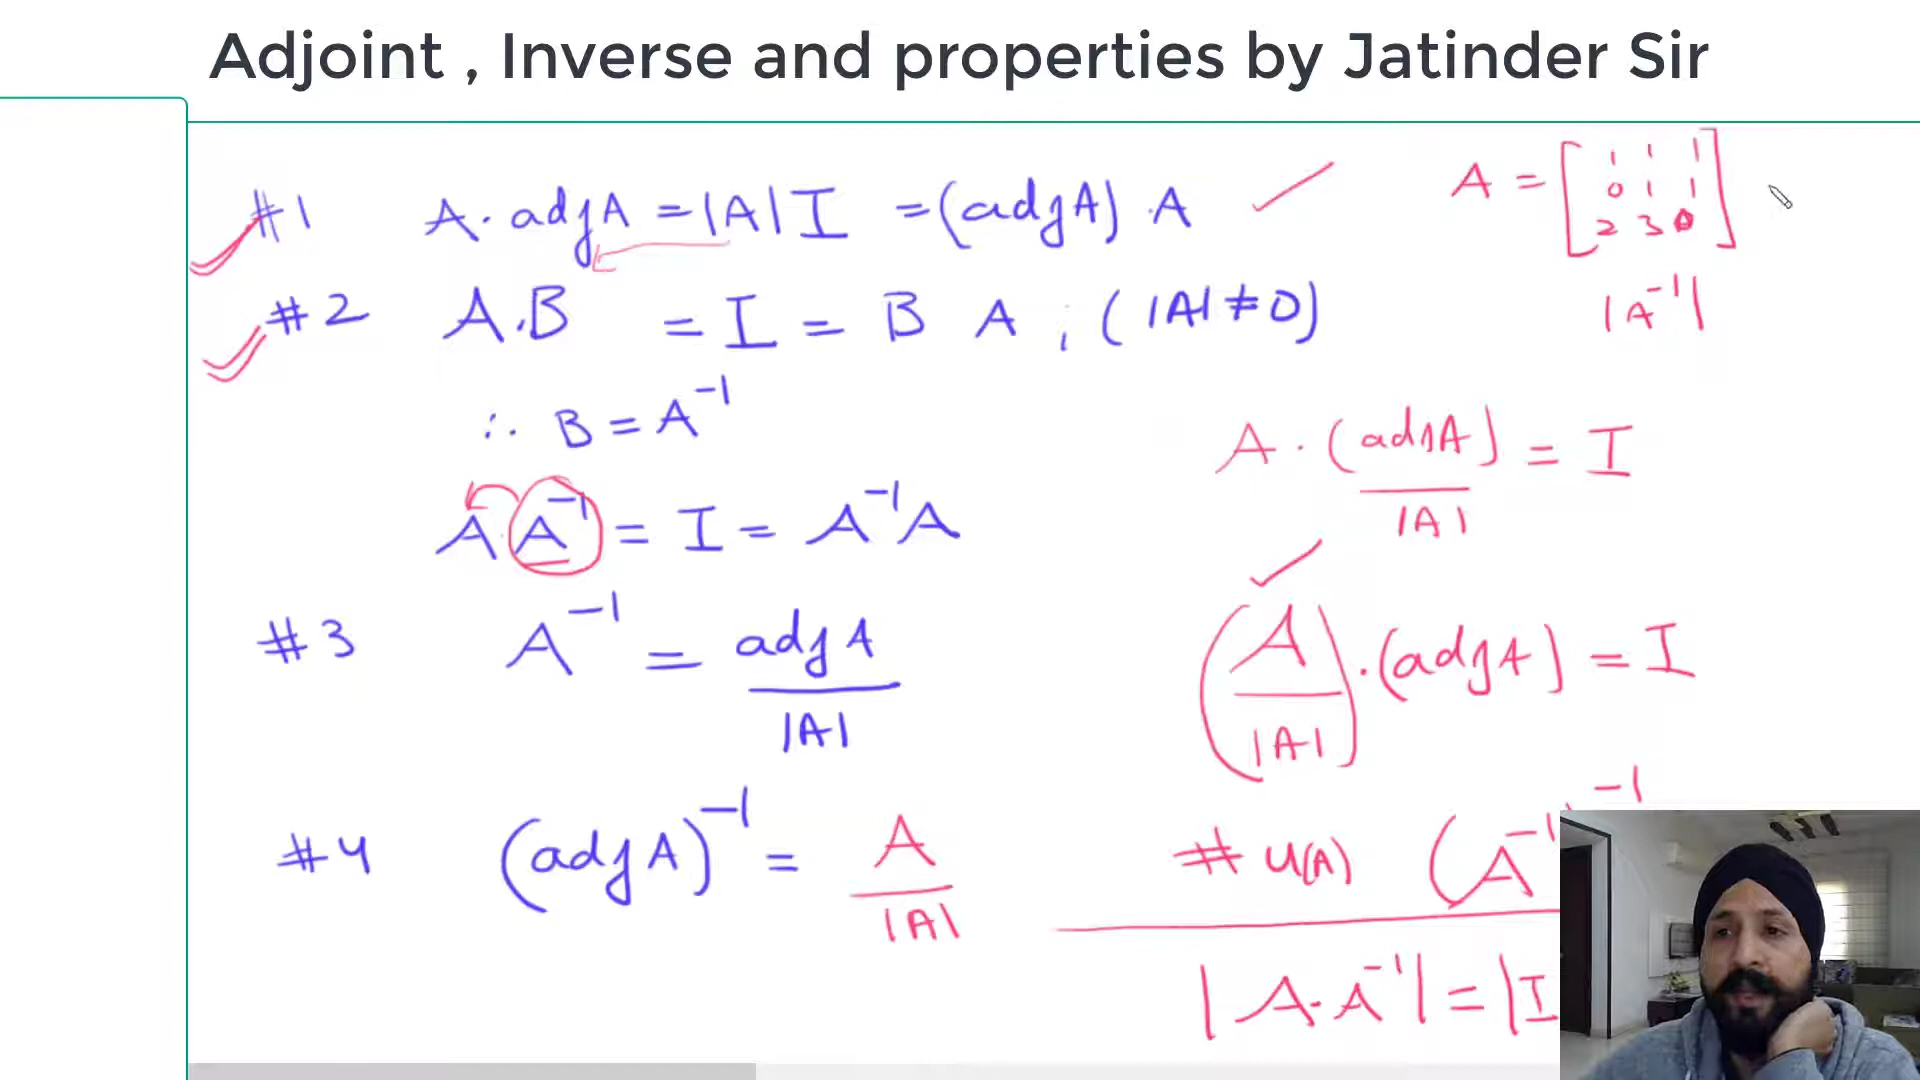 Adjoint , Inverse and properties by Jatinder Sir
#1 A · adjA = |A| I = (adjA) · A
A = [1 1 1
0 1 1
2 3 0]
|A⁻¹|
#2 A.B = I = B A ; (|A| ≠ 0)
∴ B = A⁻¹
A · (adjA) / |A| = I
A · A⁻¹ = I = A⁻¹A
#3 A⁻¹ = adj A / |A|
(A / |A|) · (adjA) = I
#4 (adj A)⁻¹ = A / |A|
# 4(A) (A⁻¹)⁻¹
|A · A⁻¹| = |I